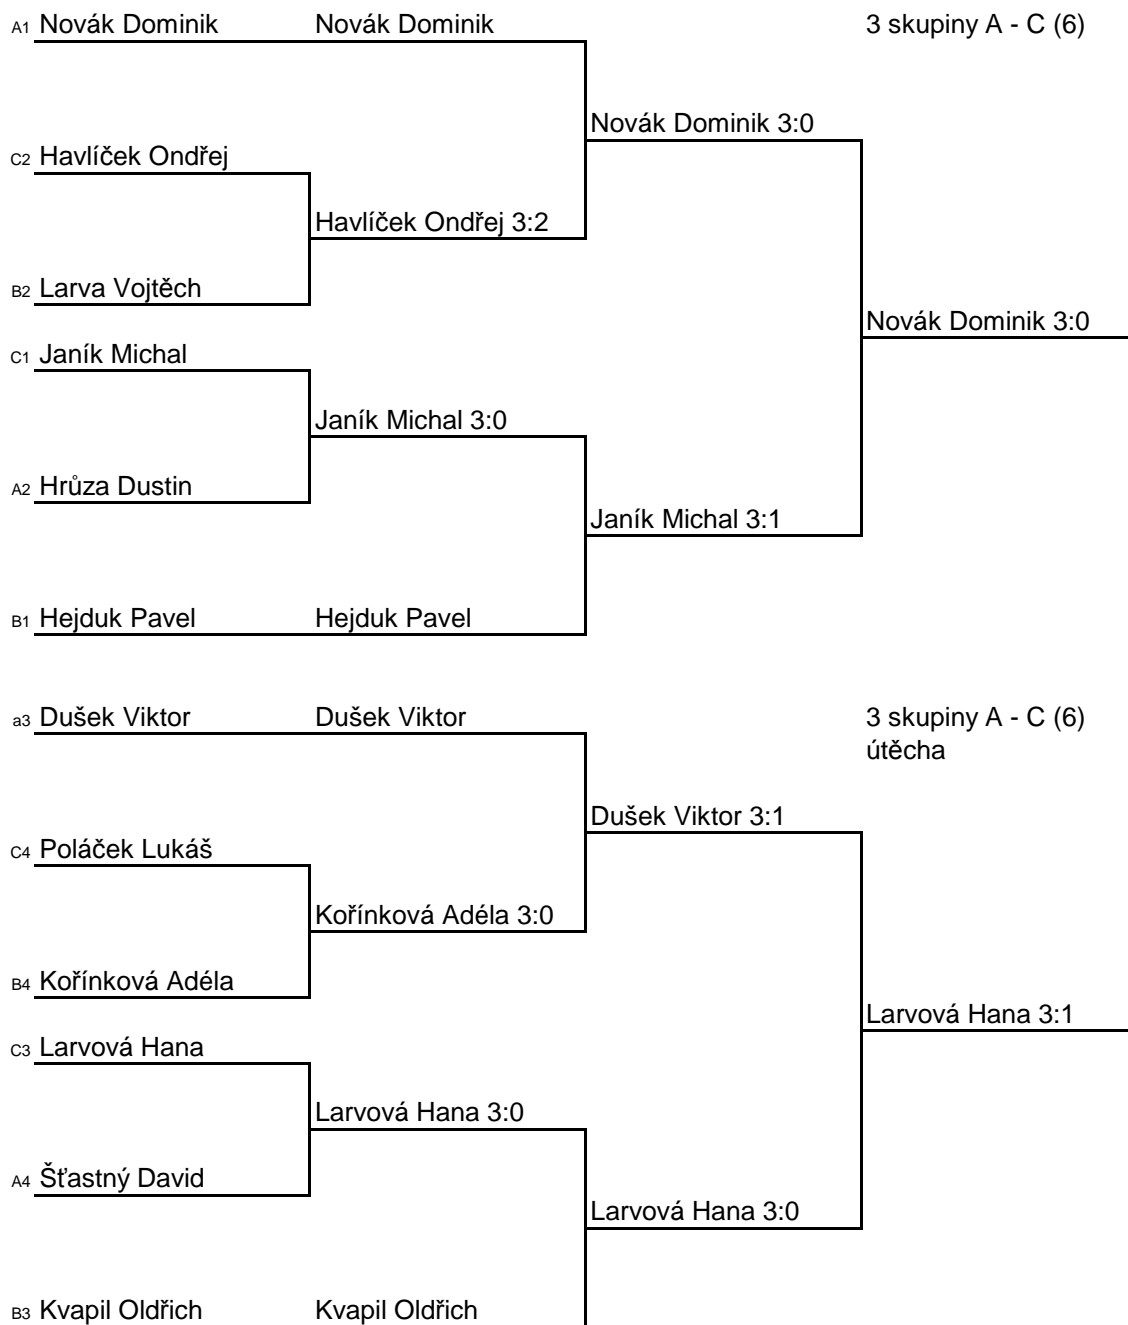 A1 Novák Dominik Novák Dominik 3 skupiny A - C (6)
Novák Dominik 3:0
C2 Havlíček Ondřej
Havlíček Ondřej 3:2
B2 Larva Vojtěch
Novák Dominik 3:0
C1 Janík Michal
Janík Michal 3:0
A2 Hrůza Dustin
Janík Michal 3:1
B1 Hejduk Pavel Hejduk Pavel
a3 Dušek Viktor Dušek Viktor 3 skupiny A - C (6)
útěcha
Dušek Viktor 3:1
C4 Poláček Lukáš
Kořínková Adéla 3:0
B4 Kořínková Adéla
Larvová Hana 3:1
C3 Larvová Hana
Larvová Hana 3:0
A4 Šťastný David
Larvová Hana 3:0
B3 Kvapil Oldřich Kvapil Oldřich